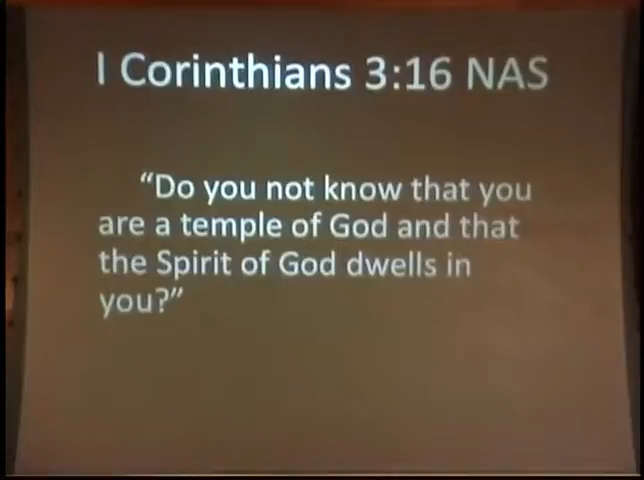 I Corinthians 3:16 NAS
“Do you not know that you
are a temple of God and that
the Spirit of God dwells in
you?”